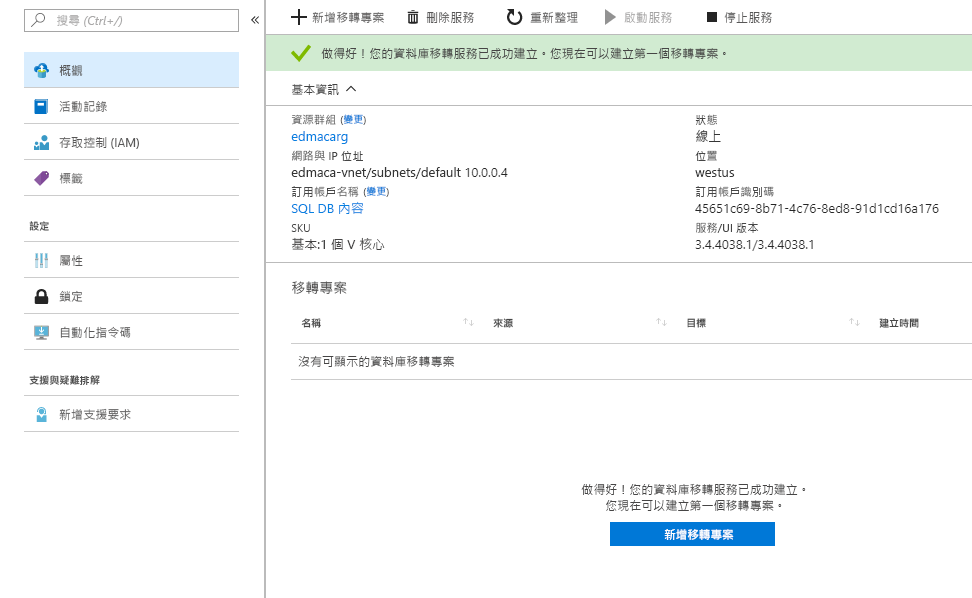 搜尋 (Ctrl+/)
«
概觀
活動記錄
存取控制 (IAM)
標籤
設定
屬性
鎖定
自動化指令碼
支援與疑難排解
新增支援要求
新增移轉專案 刪除服務 重新整理 啟動服務 停止服務
做得好！您的資料庫移轉服務已成功建立。您現在可以建立第一個移轉專案。
基本資訊
資源群組 (變更)
edmacarg
網路與 IP 位址
edmaca-vnet/subnets/default 10.0.0.4
訂用帳戶名稱 (變更)
SQL DB 內容
SKU
基本:1 個 V 核心
狀態
線上
位置
westus
訂用帳戶識別碼
45651c69-8b71-4c76-8ed8-91d1cd16a176
服務/UI 版本
3.4.4038.1/3.4.4038.1
移轉專案
名稱 ↑↓ 來源 ↑↓ 目標 ↑↓ 建立時間
沒有可顯示的資料庫移轉專案
做得好！您的資料庫移轉服務已成功建立。
您現在可以建立第一個移轉專案。
新增移轉專案